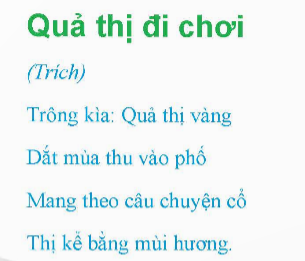 Quả thị đi chơi
(Trích)
Trông kìa: Quả thị vàng
Dắt mùa thu vào phố
Mang theo câu chuyện cổ
Thị kể bằng mùi hương.